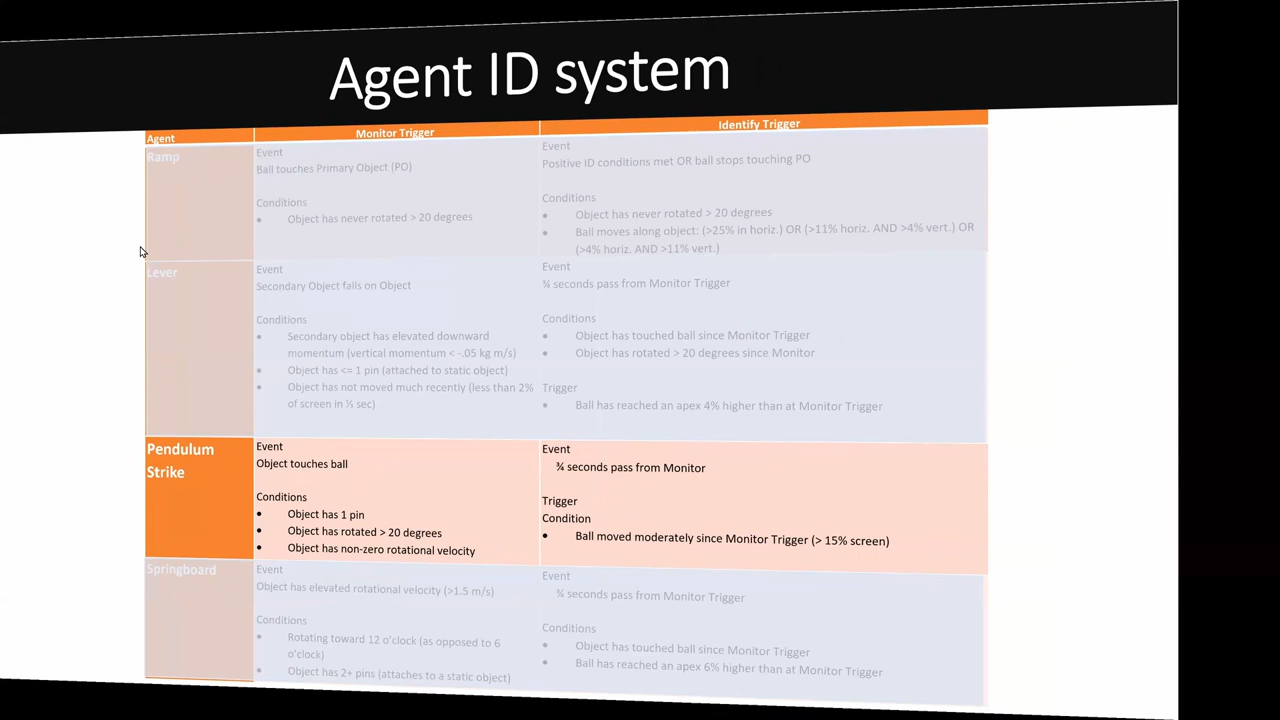 Agent ID system
Agent Monitor Trigger Identify Trigger
Ramp
Event
Ball touches Primary Object (PO)
Conditions
• Object has never rotated > 20 degrees
Event
Positive ID conditions met OR ball stops touching PO
Conditions
• Object has never rotated > 20 degrees
• Ball moves along object: (>25% in horiz.) OR (>11% horiz. AND >4% vert.) OR
(>4% horiz. AND >11% vert.)
Lever
Event
Secondary Object falls on Object
Conditions
• Secondary object has elevated downward
momentum (vertical momentum < -.05 kg m/s)
• Object has <= 1 pin (attached to static object)
• Object has not moved much recently (less than 2%
of screen in ⅓ sec)
Event
¾ seconds pass from Monitor Trigger
Conditions
• Object has touched ball since Monitor Trigger
• Object has rotated > 20 degrees since Monitor
Trigger
• Ball has reached an apex 4% higher than at Monitor Trigger
Pendulum
Strike
Event
Object touches ball
Conditions
• Object has 1 pin
• Object has rotated > 20 degrees
• Object has non-zero rotational velocity
Event
¾ seconds pass from Monitor
Trigger
Condition
• Ball moved moderately since Monitor Trigger (> 15% screen)
Springboard
Event
Object has elevated rotational velocity (>1.5 m/s)
Conditions
• Rotating toward 12 o'clock (as opposed to 6
o'clock)
• Object has 2+ pins (attaches to a static object)
Event
¾ seconds pass from Monitor Trigger
Conditions
• Object has touched ball since Monitor Trigger
• Ball has reached an apex 6% higher than at Monitor Trigger